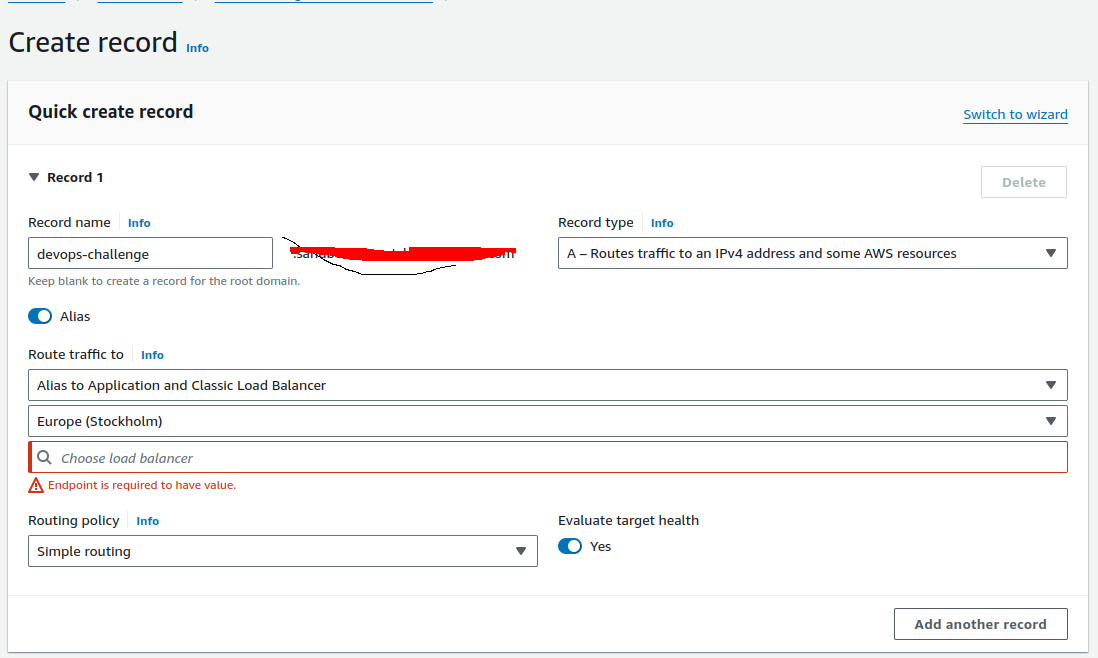 Create record Info
Quick create record
Switch to wizard
Record 1
Delete
Record name Info
Record type Info
devops-challenge
A – Routes traffic to an IPv4 address and some AWS resources
Keep blank to create a record for the root domain.
Alias
Route traffic to Info
Alias to Application and Classic Load Balancer
Europe (Stockholm)
Choose load balancer
Endpoint is required to have value.
Routing policy Info
Evaluate target health
Simple routing
Yes
Add another record